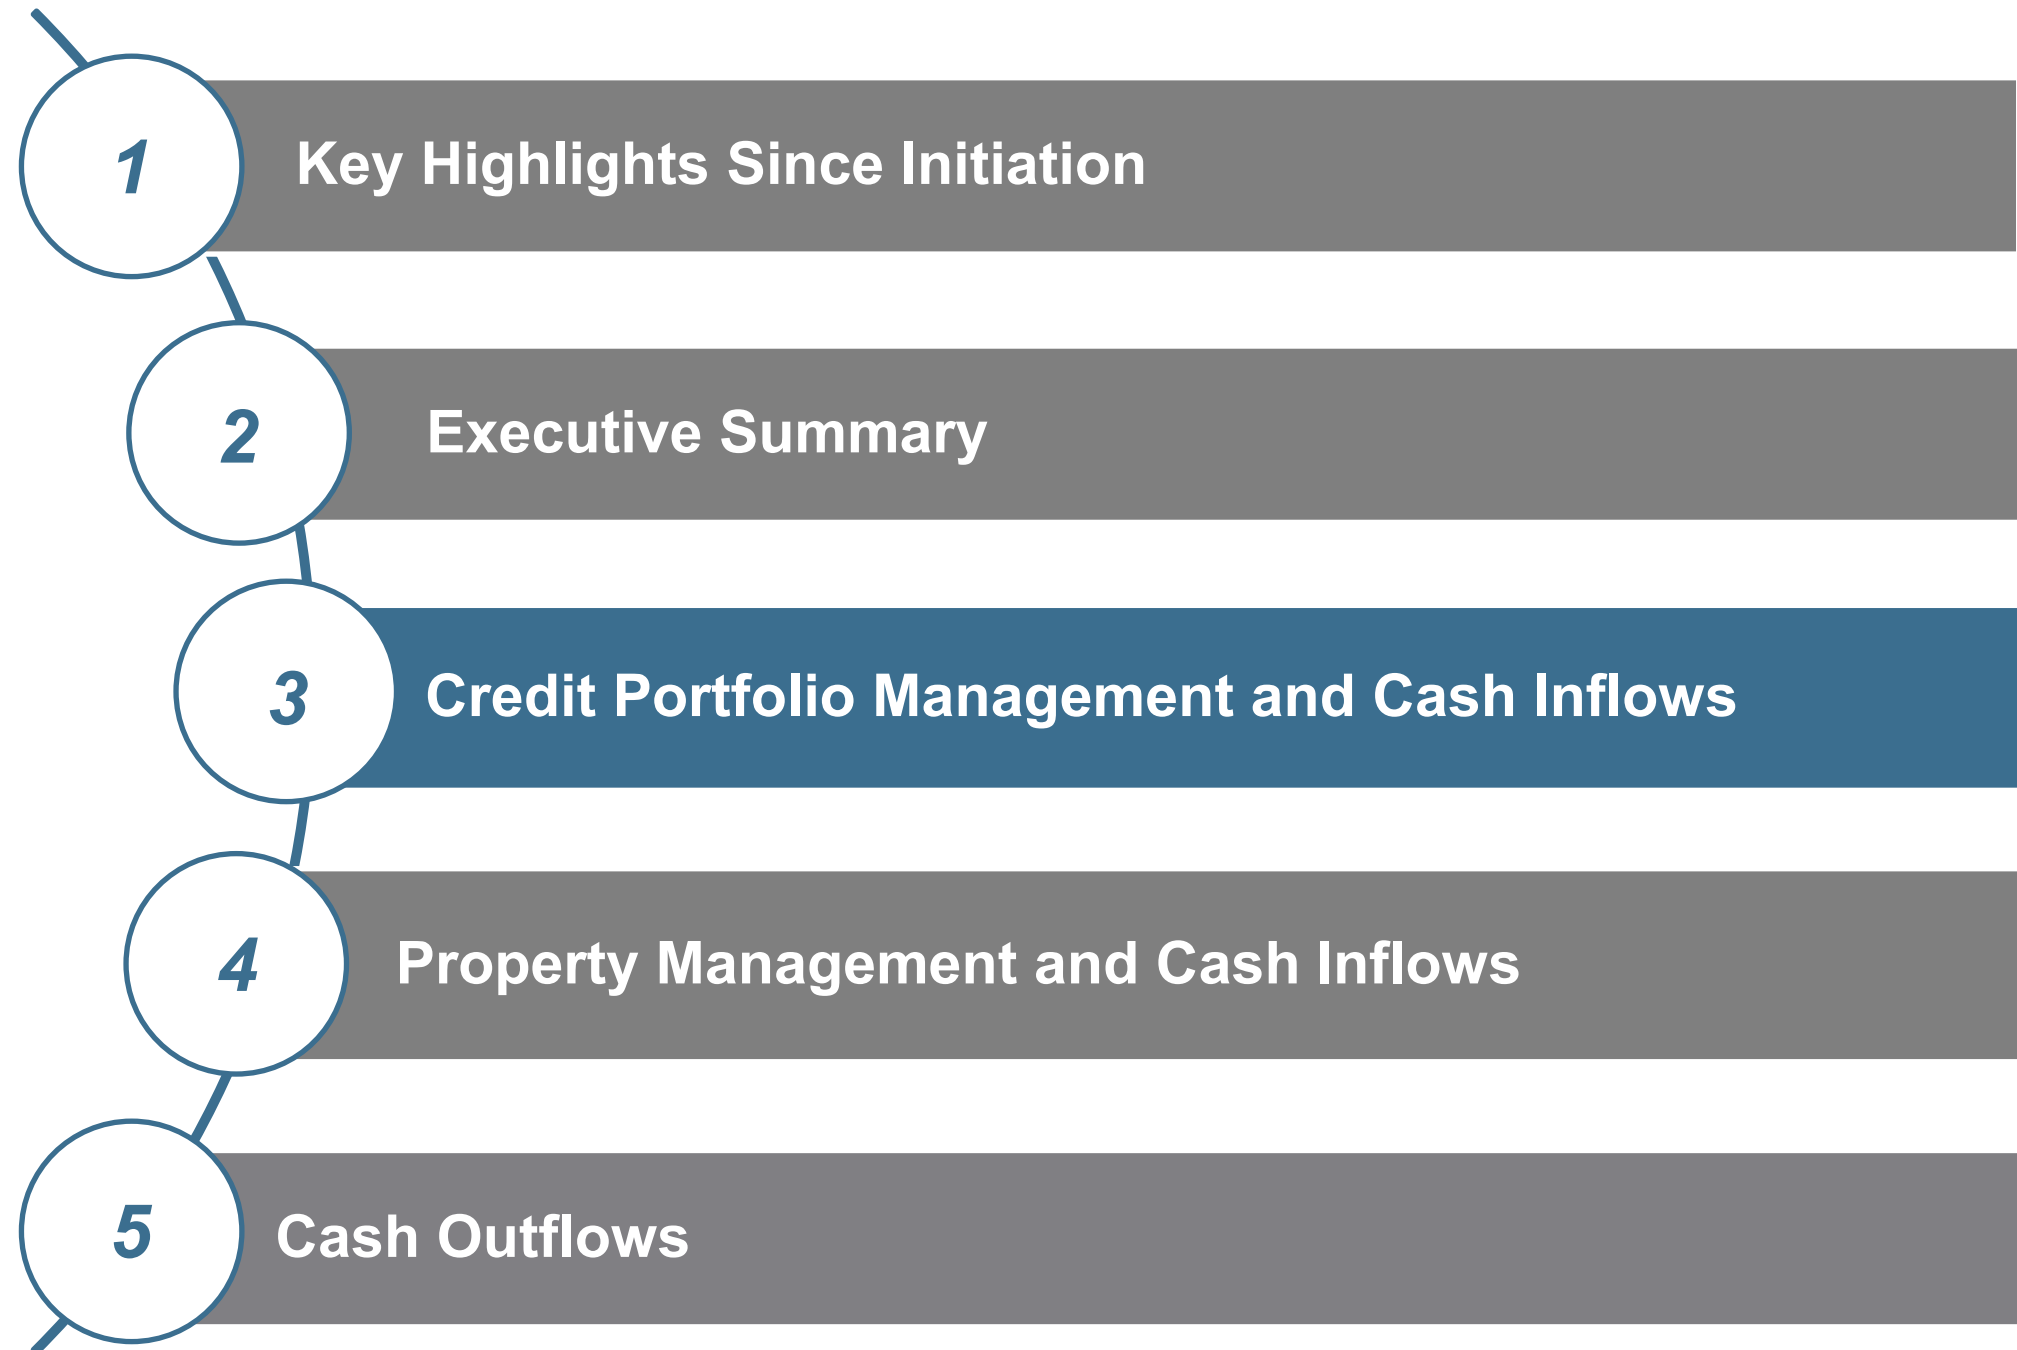 1
Key Highlights Since Initiation
2
Executive Summary
3
Credit Portfolio Management and Cash Inflows
4
Property Management and Cash Inflows
5
Cash Outflows